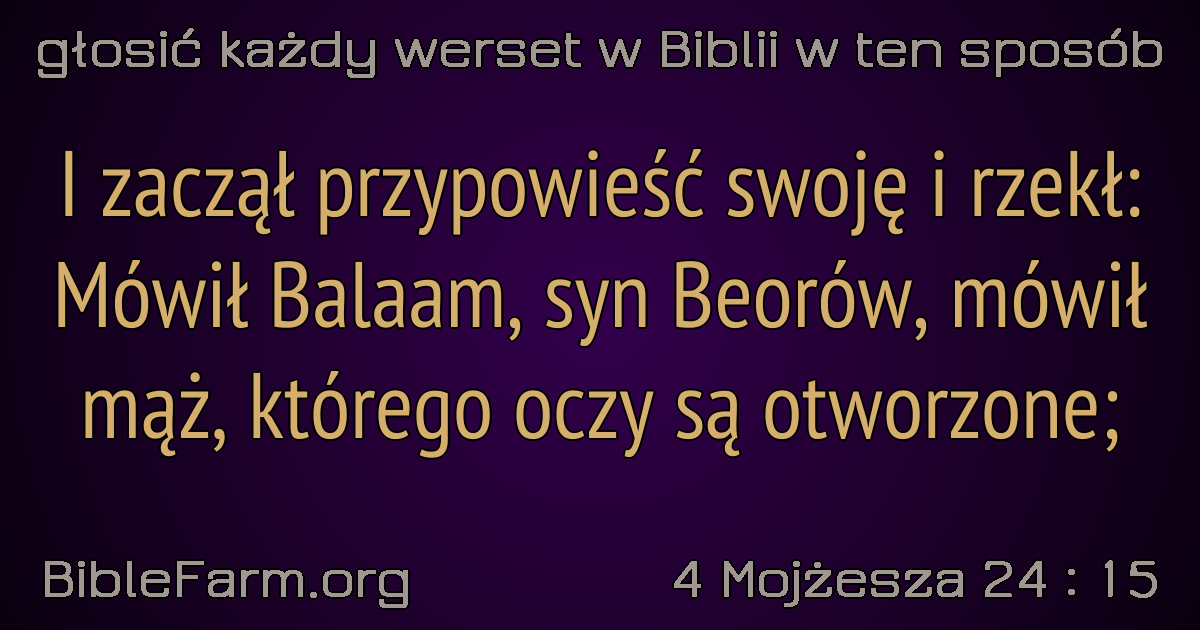 głosić każdy werset w Biblii w ten sposób
I zaczął przypowieść swoję i rzekł:
Mówił Balaam, syn Beorów, mówił
mąż, którego oczy są otworzone;
BibleFarm.org
4 Mojżesza 24 : 15